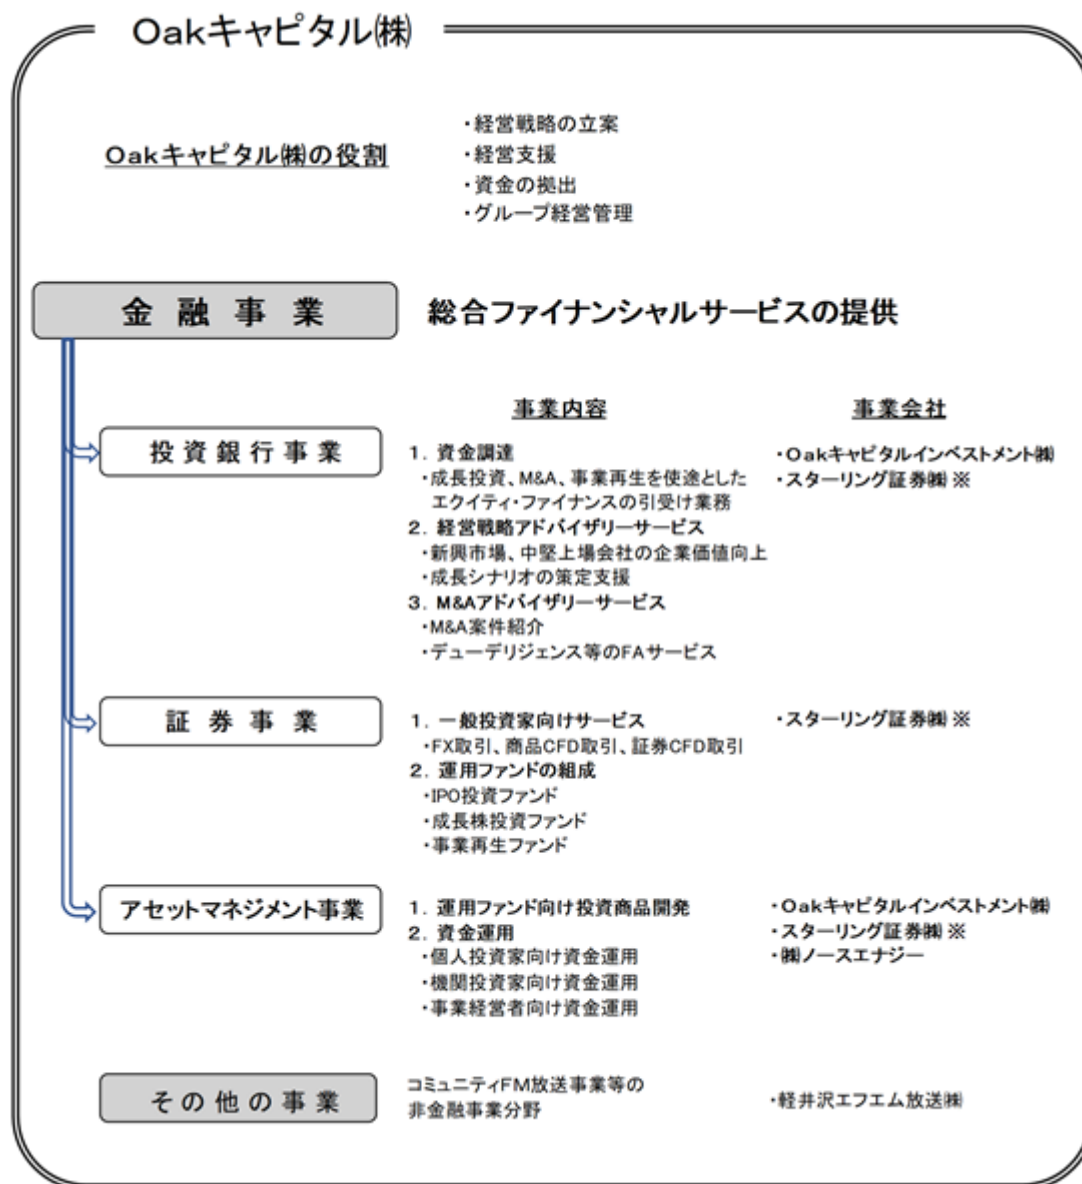 Oakキャピタル㈱
Oakキャピタル㈱の役割
・経営戦略の立案
・経営支援
・資金の拠出
・グループ経営管理
金融事業
総合ファイナンシャルサービスの提供
事業内容
事業会社
投資銀行事業
1. 資金調達
・成長投資、M&A、事業再生を使途とした
エクイティ・ファイナンスの引受け業務
2. 経営戦略アドバイザリーサービス
・新興市場、中堅上場会社の企業価値向上
・成長シナリオの策定支援
3. M&Aアドバイザリーサービス
・M&A案件紹介
・デューデリジェンス等のFAサービス
・Oakキャピタルインベストメント㈱
・スターリング証券㈱ ※
証券事業
1. 一般投資家向けサービス
・FX取引、商品CFD取引、証券CFD取引
2. 運用ファンドの組成
・IPO投資ファンド
・成長株投資ファンド
・事業再生ファンド
・スターリング証券㈱ ※
アセットマネジメント事業
1. 運用ファンド向け投資商品開発
2. 資金運用
・個人投資家向け資金運用
・機関投資家向け資金運用
・事業経営者向け資金運用
・Oakキャピタルインベストメント㈱
・スターリング証券㈱ ※
・㈱ノースエナジー
その他の事業
コミュニティFM放送事業等の
非金融事業分野
・軽井沢エフエム放送㈱